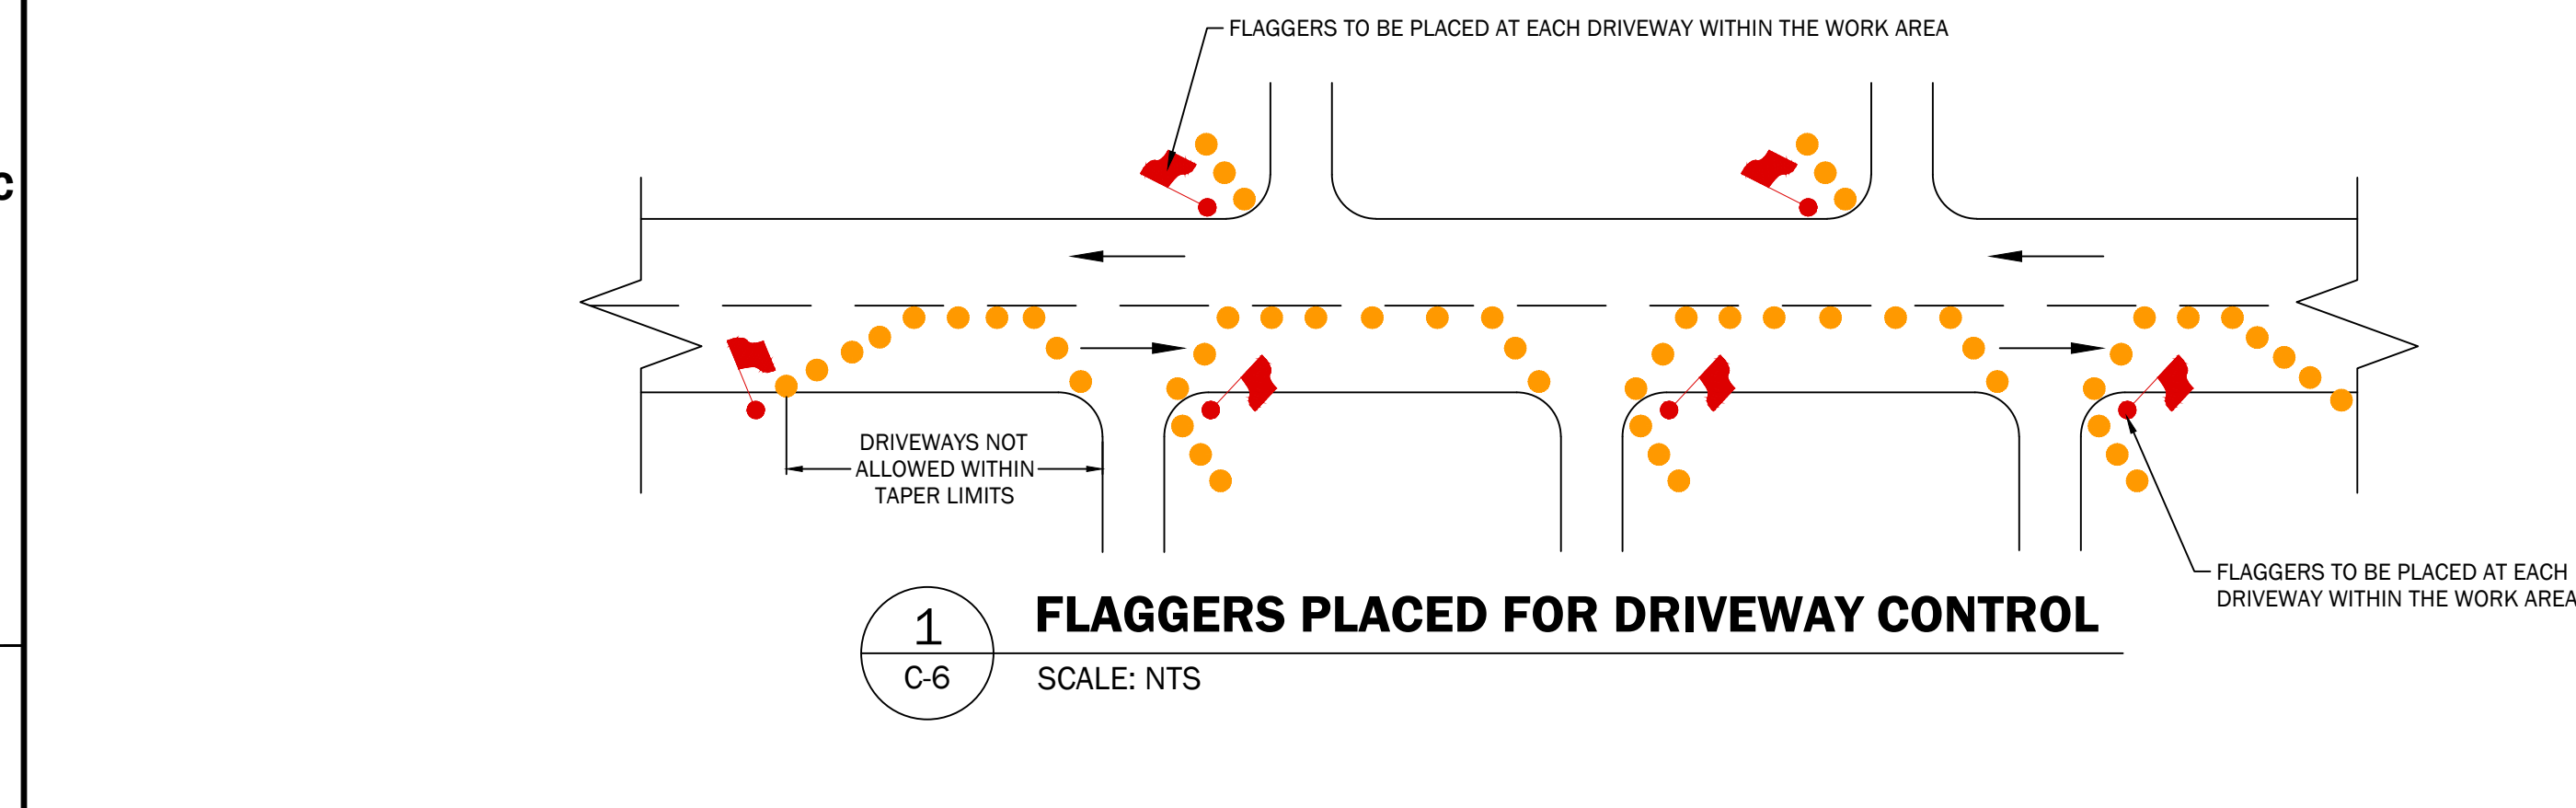 FLAGGERS TO BE PLACED AT EACH DRIVEWAY WITHIN THE WORK AREA
C
DRIVEWAYS NOT
ALLOWED WITHIN
TAPER LIMITS
FLAGGERS TO BE PLACED AT EACH
DRIVEWAY WITHIN THE WORK AREA
1
FLAGGERS PLACED FOR DRIVEWAY CONTROL
C-6
SCALE: NTS